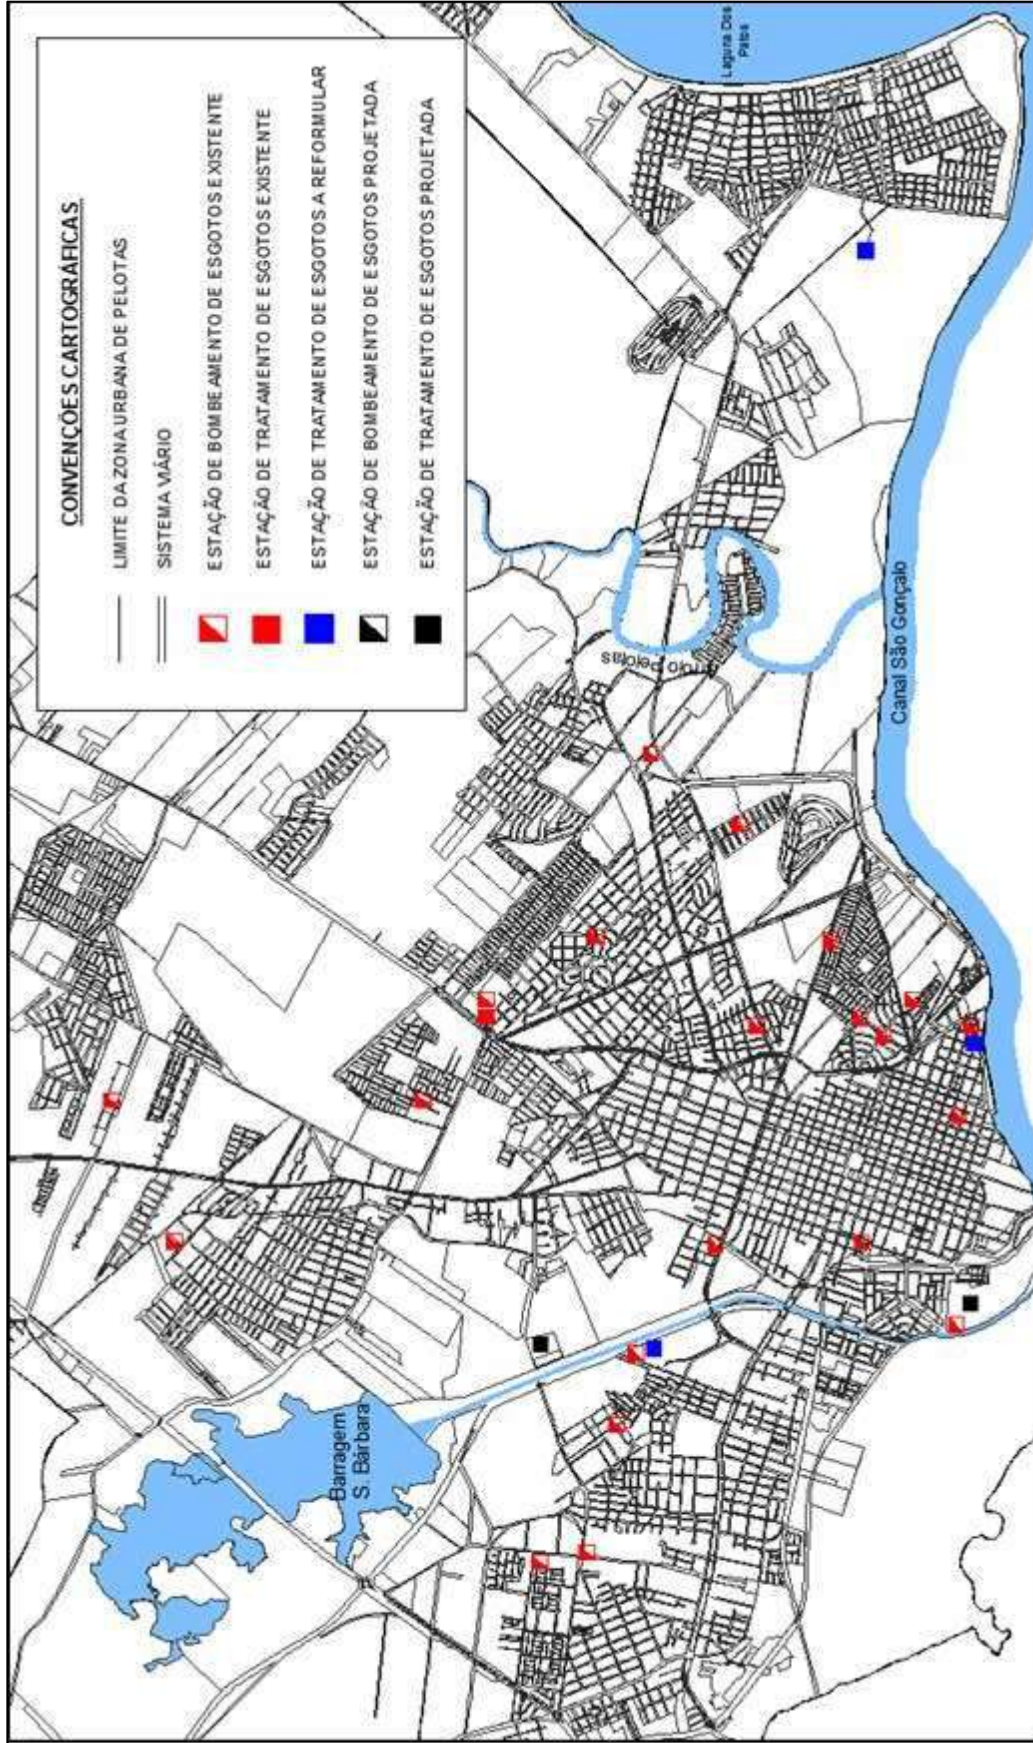 CONVENÇÕES CARTOGRÁFICAS
LIMITE DA ZONA URBANA DE PELOTAS
SISTEMA VIÁRIO
ESTAÇÃO DE BOMBEAMENTO DE ESGOTOS EXISTENTE
ESTAÇÃO DE TRATAMENTO DE ESGOTOS EXISTENTE
ESTAÇÃO DE TRATAMENTO DE ESGOTOS A REFORMULAR
ESTAÇÃO DE BOMBEAMENTO DE ESGOTOS PROJETADA
ESTAÇÃO DE TRATAMENTO DE ESGOTOS PROJETADA
Laguna Dos
Patos
Arroio Pelotas
Canal São Gonçalo
Barragem
S. Bárbara